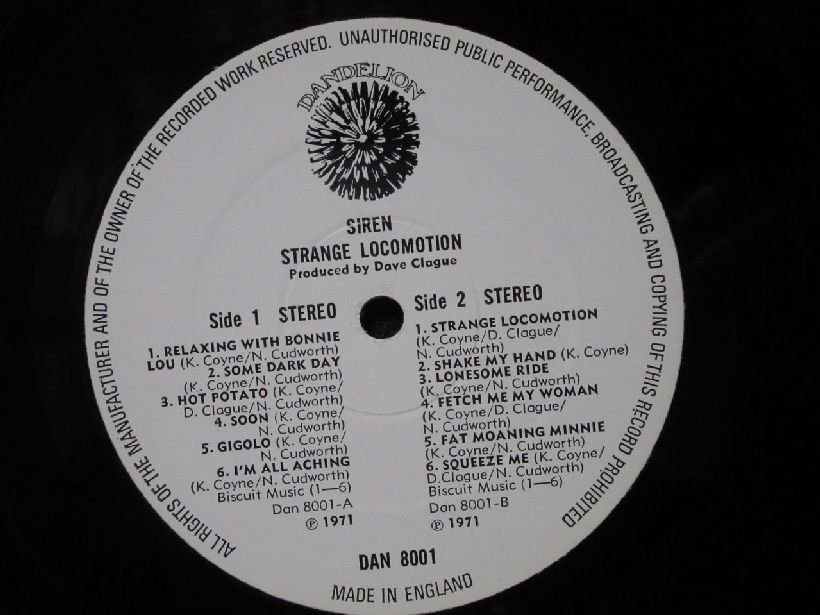 ALL RIGHTS OF THE MANUFACTURER AND OF THE OWNER OF THE RECORDED WORK RESERVED. UNAUTHORISED PUBLIC PERFORMANCE, BROADCASTING AND COPYING OF THIS RECORD PROHIBITED
DANDELION
SiREN
STRANGE LOCOMOTION
Produced by Dave Clague
Side 1 STEREO
1. RELAXING WITH BONNIE
LOU (K. Coyne/N. Cudworth)
2. SOME DARK DAY
(K. Coyne/N. Cudworth)
3. HOT POTATO (K. Coyne/
D. Clague/N. Cudworth)
4. SOON (K. Coyne/
N. Cudworth)
5. GIGOLO (K. Coyne/
N. Cudworth)
6. I'M ALL ACHING
(K. Coyne/N. Cudworth)
Biscuit Music (1—6)
Dan 8001-A
℗ 1971
Side 2 STEREO
1. STRANGE LOCOMOTION
(K. Coyne/D. Clague/
N. Cudworth)
2. SHAKE MY HAND (K. Coyne)
3. LONESOME RIDE
(K. Coyne/N. Cudworth)
4. FETCH ME MY WOMAN
(K. Coyne/D. Clague/
N. Cudworth)
5. FAT MOANING MINNIE
(K. Coyne/N. Cudworth)
6. SQUEEZE ME (K. Coyne/
D.Clague/N. Cudworth)
Biscuit Music (1—6)
Dan 8001-B
℗ 1971
DAN 8001
MADE IN ENGLAND